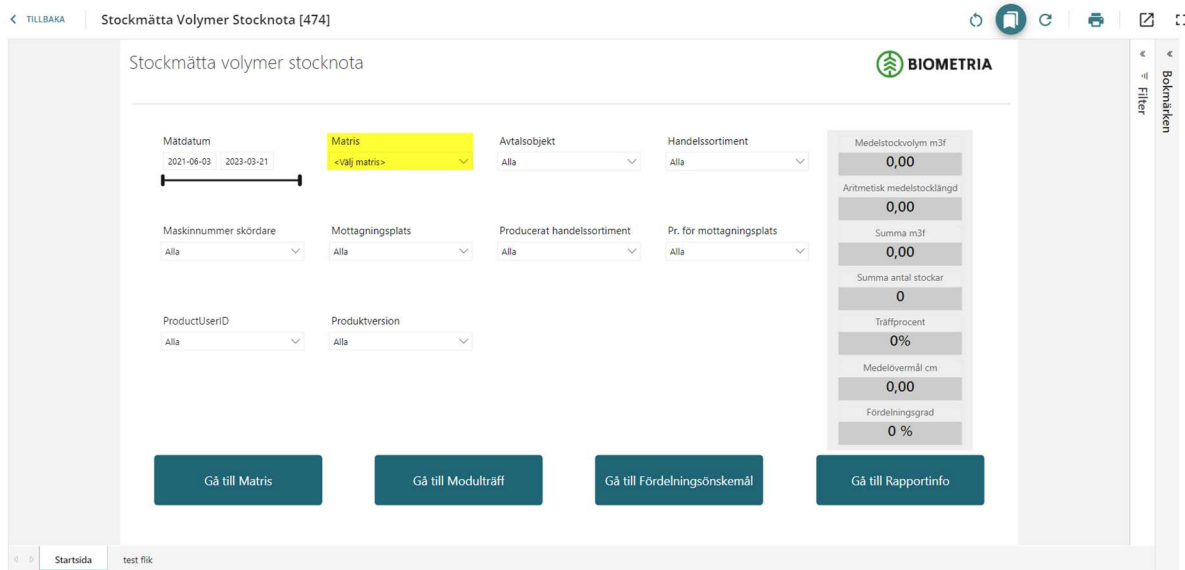 TILLBAKA
Stockmätta Volymer Stocknota [474]
Stockmätta volymer stocknota
BIOMETRIA
Filter
Bokmärken
Mätdatum
2021-06-03 2023-03-21
Matris
<Välj matris>
Avtalsobjekt
Alla
Handelssortiment
Alla
Maskinnummer skördare
Alla
Mottagningsplats
Alla
Producerat handelssortiment
Alla
Pr. för mottagningsplats
Alla
ProductUserID
Alla
Produktversion
Alla
Medelstockvolym m3f
0,00
Aritmetisk medelstocklängd
0,00
Summa m3f
0,00
Summa antal stockar
0
Träffprocent
0%
Medelövermål cm
0,00
Fördelningsgrad
0 %
Gå till Matris
Gå till Modulträff
Gå till Fördelningsönskemål
Gå till Rapportinfo
Startsida
test flik